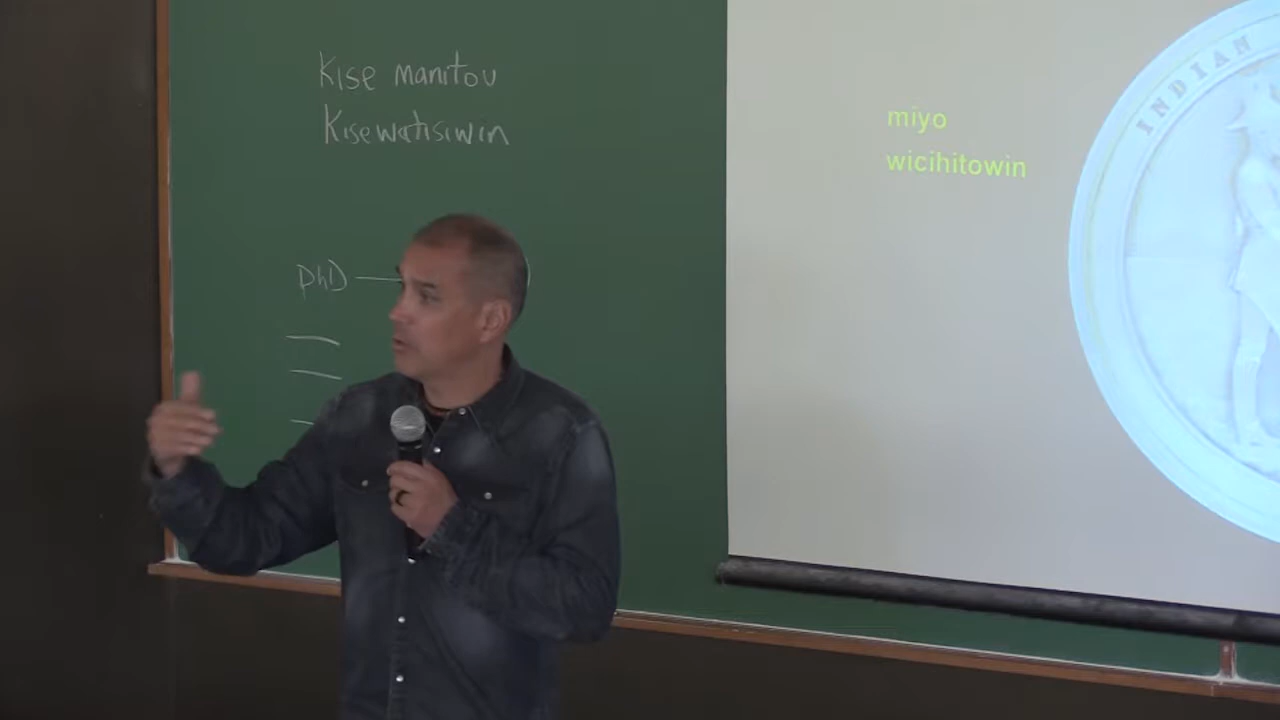 Kise manitou
Kisewatisiwin
PhD
miyo
wicihitowin
INDIAN